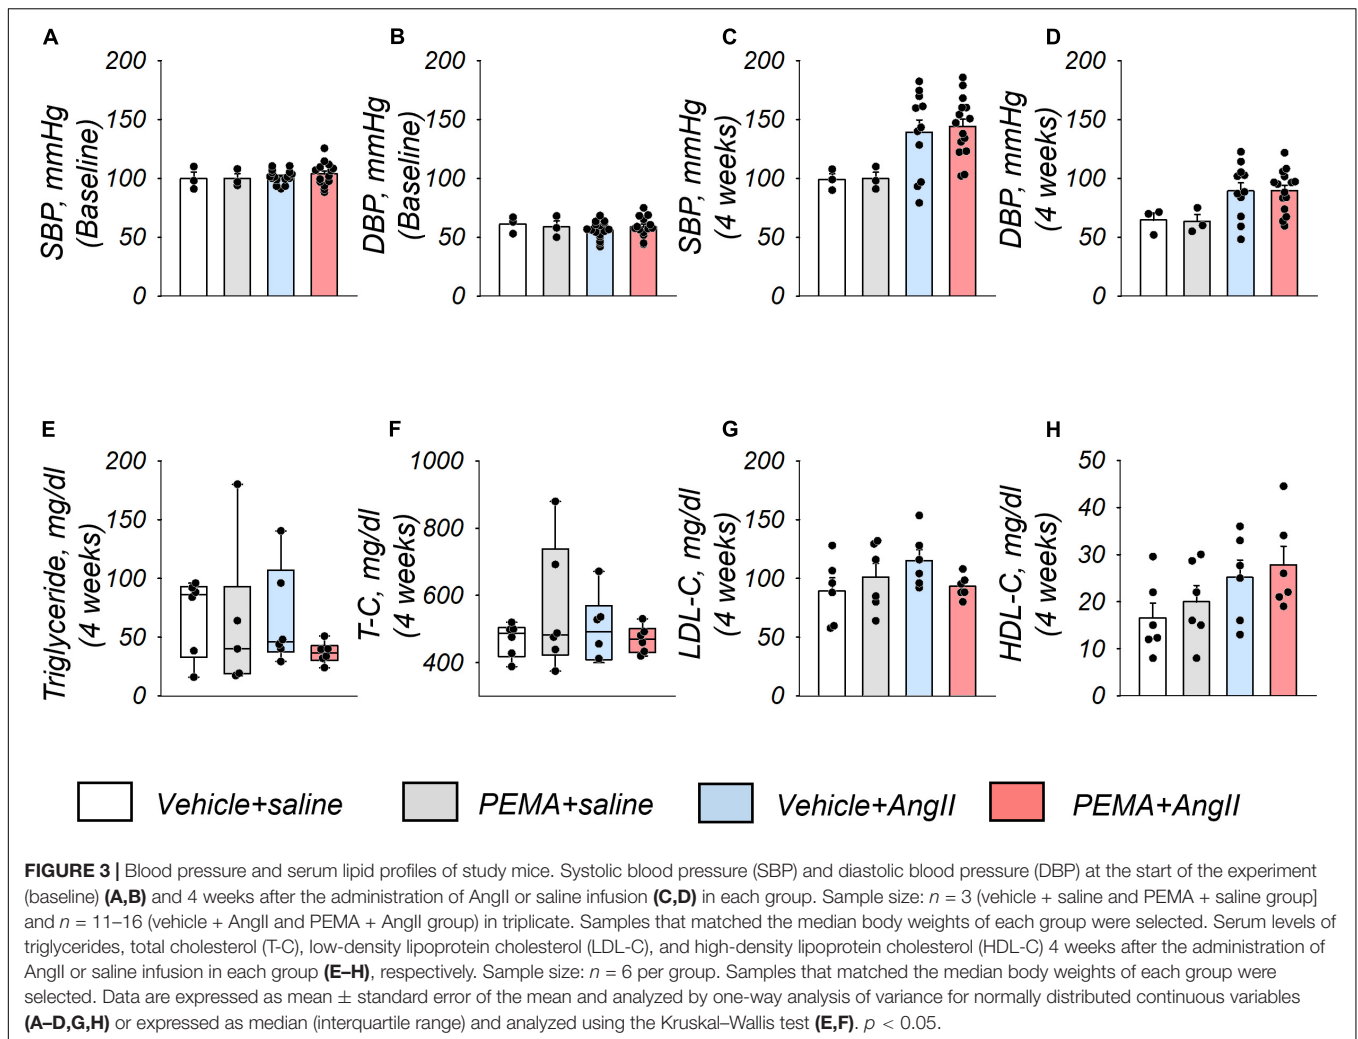 A
SBP, mmHg
(Baseline)
200
150
100
50
0
B
DBP, mmHg
(Baseline)
200
150
100
50
0
C
SBP, mmHg
(4 weeks)
200
150
100
50
0
D
DBP, mmHg
(4 weeks)
200
150
100
50
0
E
Triglyceride, mg/dl
(4 weeks)
200
150
100
50
0
F
T-C, mg/dl
(4 weeks)
1000
800
600
400
G
LDL-C, mg/dl
(4 weeks)
200
150
100
50
0
H
HDL-C, mg/dl
(4 weeks)
50
40
30
20
10
0
Vehicle+saline
PEMA+saline
Vehicle+AngII
PEMA+AngII
FIGURE 3 | Blood pressure and serum lipid profiles of study mice. Systolic blood pressure (SBP) and diastolic blood pressure (DBP) at the start of the experiment
(baseline) (A,B) and 4 weeks after the administration of AngII or saline infusion (C,D) in each group. Sample size: n = 3 (vehicle + saline and PEMA + saline group]
and n = 11–16 (vehicle + AngII and PEMA + AngII group) in triplicate. Samples that matched the median body weights of each group were selected. Serum levels of
triglycerides, total cholesterol (T-C), low-density lipoprotein cholesterol (LDL-C), and high-density lipoprotein cholesterol (HDL-C) 4 weeks after the administration of
AngII or saline infusion in each group (E–H), respectively. Sample size: n = 6 per group. Samples that matched the median body weights of each group were
selected. Data are expressed as mean ± standard error of the mean and analyzed by one-way analysis of variance for normally distributed continuous variables
(A–D,G,H) or expressed as median (interquartile range) and analyzed using the Kruskal–Wallis test (E,F). p < 0.05.